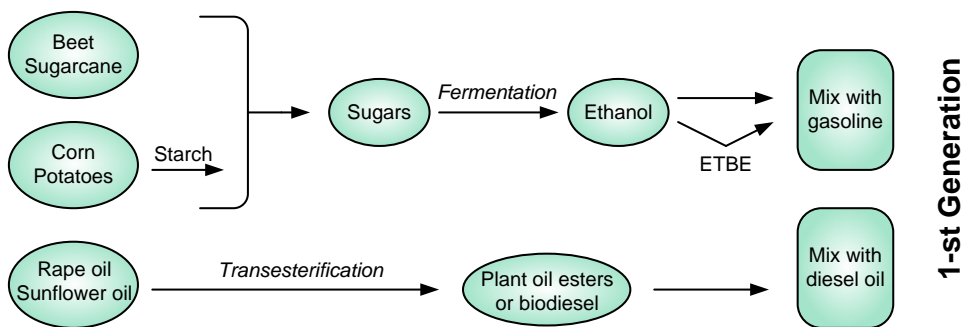 Beet
Sugarcane
Corn
Potatoes
Starch
Sugars
Fermentation
Ethanol
ETBE
Mix with
gasoline
Rape oil
Sunflower oil
Transesterification
Plant oil esters
or biodiesel
Mix with
diesel oil
1-st Generation